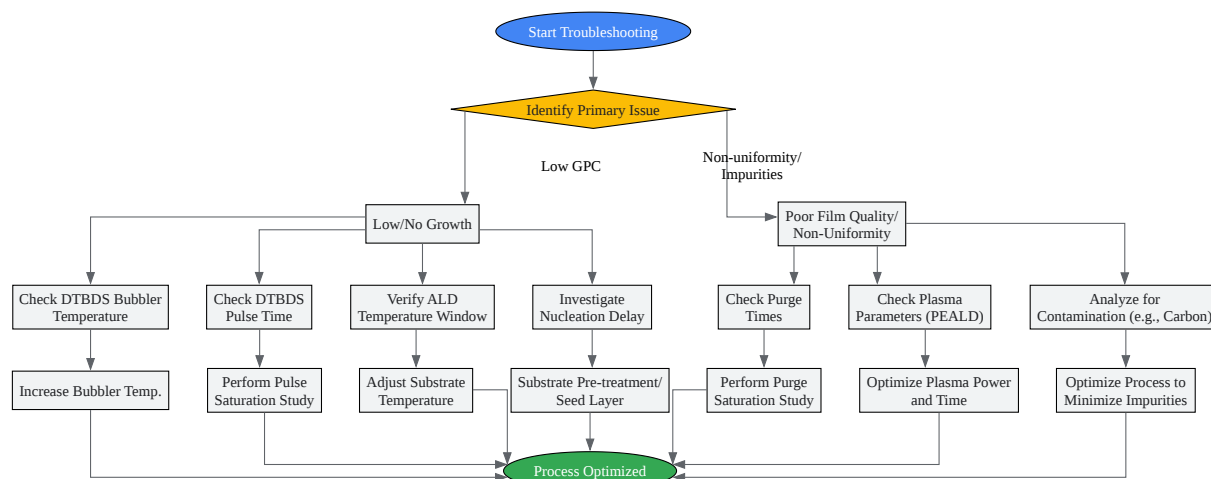 Start Troubleshooting
Identify Primary Issue
Low GPC
Non-uniformity/
Impurities
Low/No Growth
Poor Film Quality/
Non-Uniformity
Check DTBDS Bubbler
Temperature
Check DTBDS
Pulse Time
Verify ALD
Temperature Window
Investigate
Nucleation Delay
Check Purge
Times
Check Plasma
Parameters (PEALD)
Analyze for
Contamination (e.g., Carbon)
Increase Bubbler Temp.
Perform Pulse
Saturation Study
Adjust Substrate
Temperature
Substrate Pre-treatment/
Seed Layer
Perform Purge
Saturation Study
Optimize Plasma Power
and Time
Optimize Process to
Minimize Impurities
Process Optimized